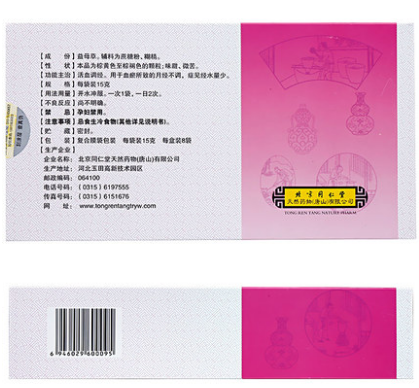 【成　　份】益母草。辅料为蔗糖粉、糊精。
【性　　状】本品为棕黄色至棕褐色的颗粒;味甜、微苦。
【功能主治】活血调经。用于血瘀所致的月经不调、症见经水量少。
【规　　格】每袋装15克
【用法用量】开水冲服。一次1袋,一日2次。
【不良反应】尚不明确。
【禁　　忌】孕妇禁用。
【注意事项】忌食生冷食物(其他详见说明书)。
【贮　　藏】密封。
【包　　装】复合膜袋包装 每袋装15克 每盒装8袋
【生产企业】
企业名称:北京同仁堂天然药物(唐山)有限公司
生产地址:河北玉田高新技术园区
邮政编码:064100
电话号码:(0315)6197555
传真号码:(0315)6151676
网　　址:www.tongrentangtryw.com
北京同仁堂
天然药物(唐山)有限公司
TONG REN TANG NATURE PHARM
6946029600095